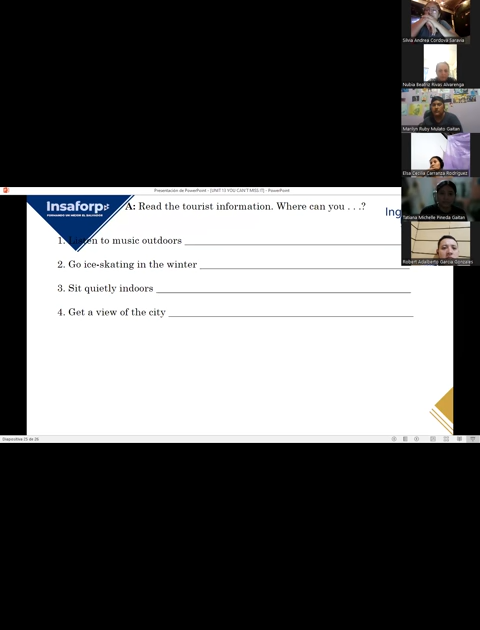 Silvia Andrea Cordova Saravia
Nubia Beatriz Rivas Alvarenga
Marilyn Ruby Mulato Gaitan
Elsa Cecilia Carranza Rodriguez
Tatiana Michelle Pineda Gaitan
Robert Adalberto Garcia Gonzales
Presentación de PowerPoint - [UNIT 13 YOU CAN'T MISS IT] - PowerPoint
Insaforp
A: Read the tourist information. Where can you . . .?
Ing
1. Listen to music outdoors
2. Go ice-skating in the winter
3. Sit quietly indoors
4. Get a view of the city
Diapositiva 25 de 26